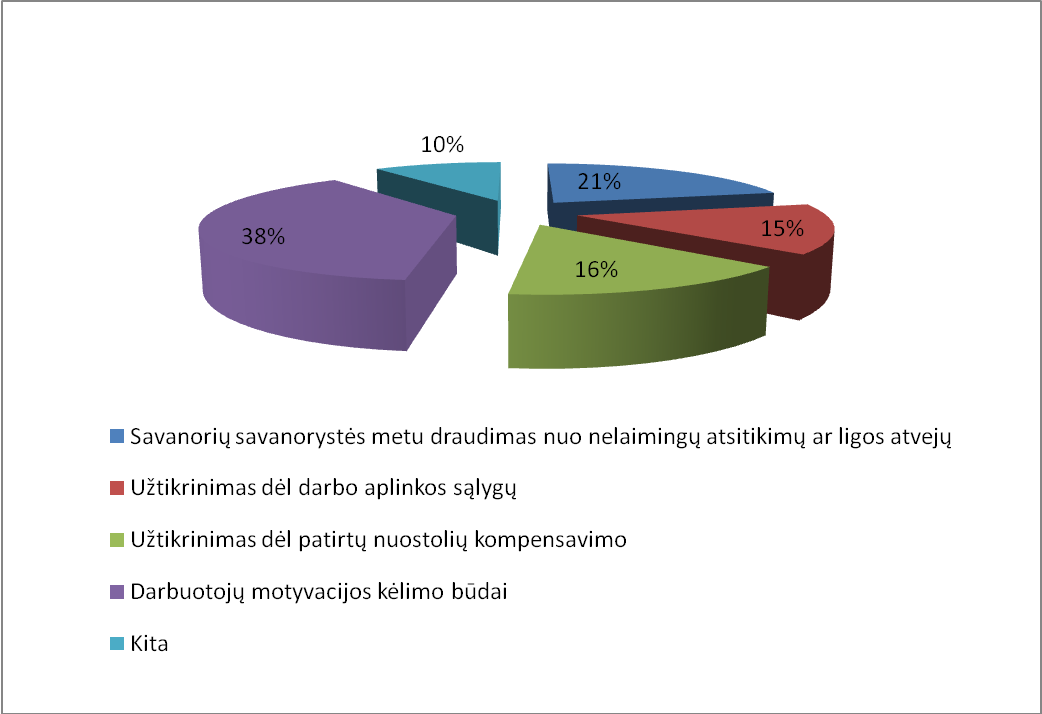 10%
21%
15%
38%
16%
Savanorių savanorystės metu draudimas nuo nelaimingų atsitikimų ar ligos atvejų
Užtikrinimas dėl darbo aplinkos sąlygų
Užtikrinimas dėl patirtų nuostolių kompensavimo
Darbuotojų motyvacijos kėlimo būdai
Kita